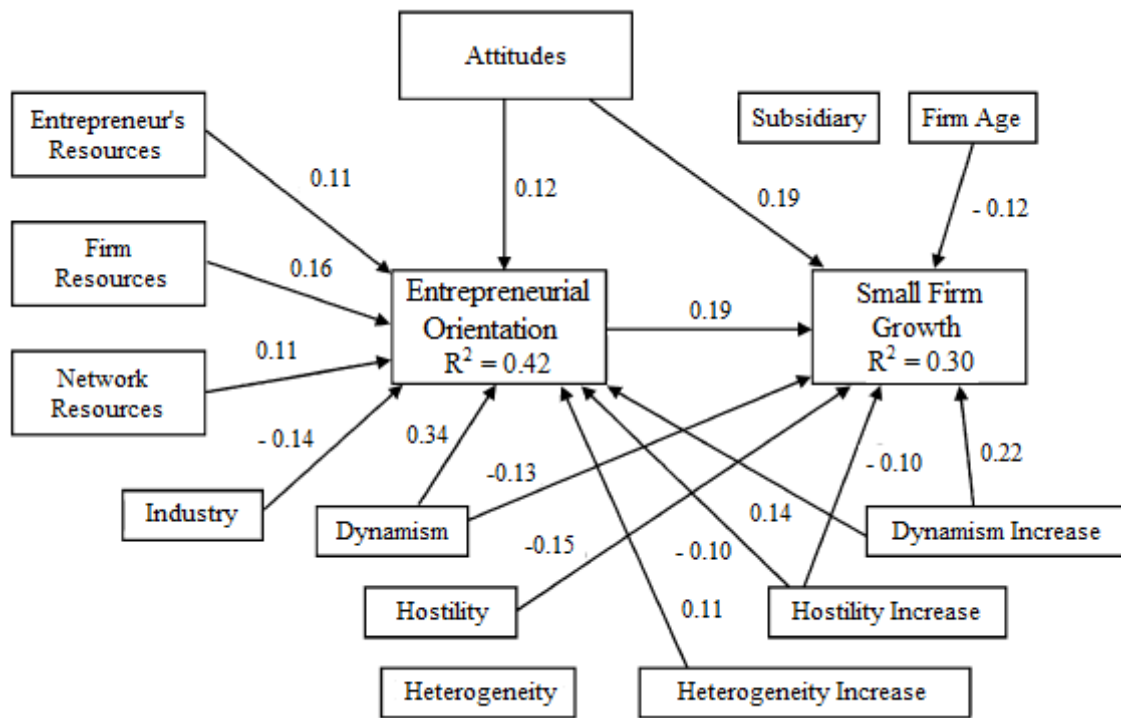 Attitudes
Subsidiary
Firm Age
Entrepreneur's
Resources
0.11
0.12
0.19
- 0.12
Firm
Resources
0.16
Entrepreneurial
Orientation
R² = 0.42
0.19
Small Firm
Growth
R² = 0.30
Network
Resources
0.11
- 0.14
0.34
-0.13
- 0.10
0.22
Industry
Dynamism
-0.15
- 0.10
0.14
Dynamism Increase
Hostility
0.11
Hostility Increase
Heterogeneity
Heterogeneity Increase